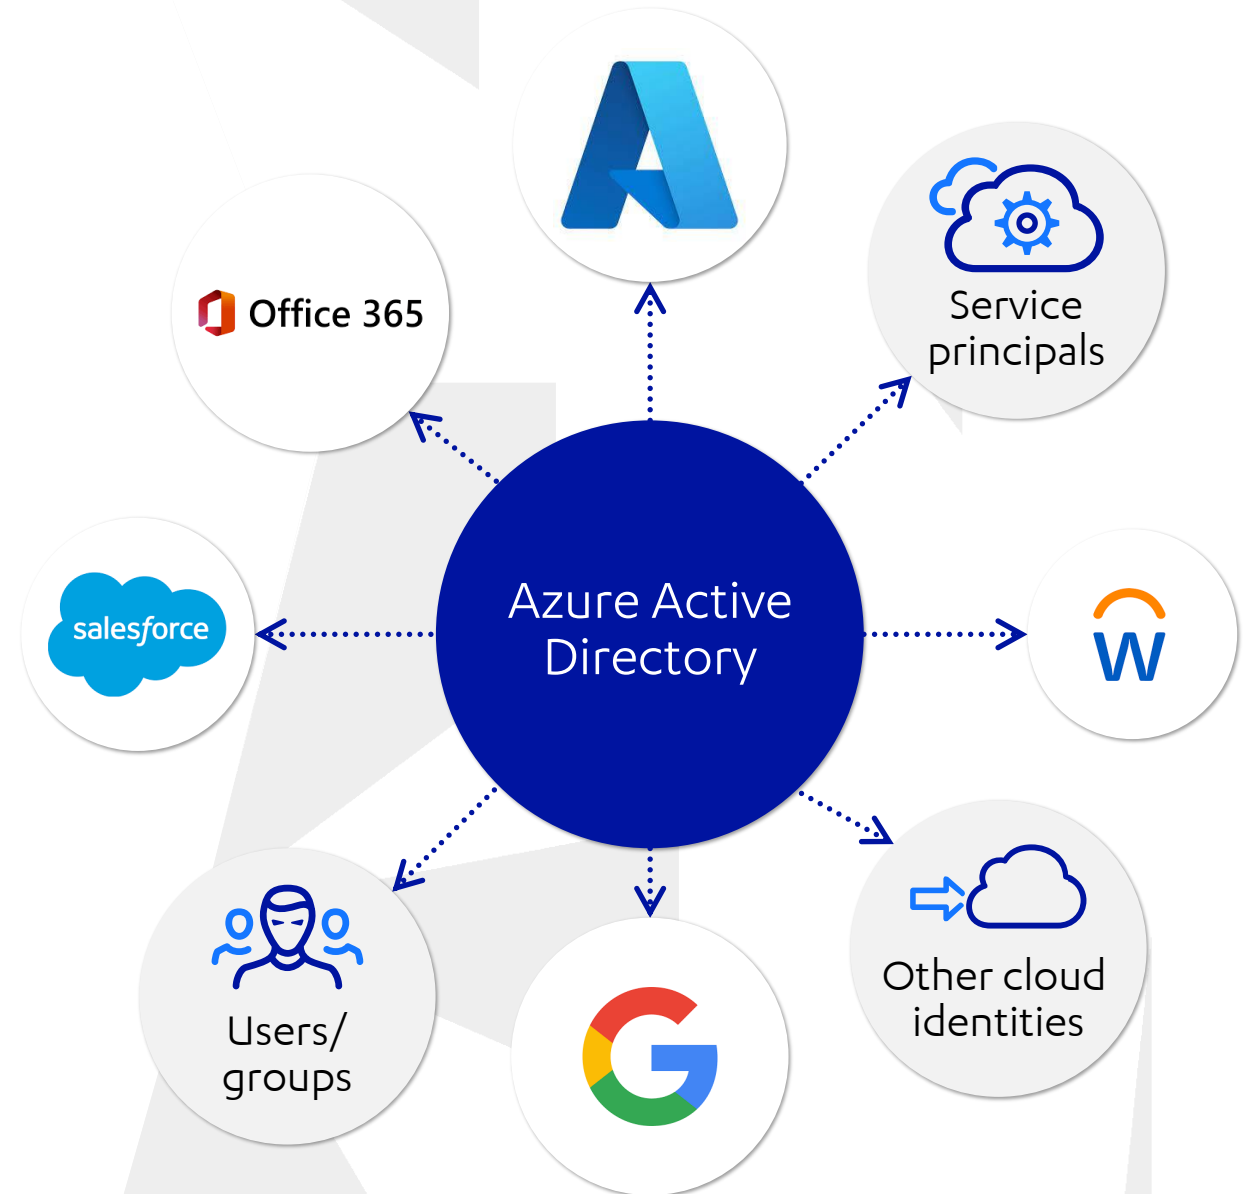 Office 365
Service
principals
salesforce
Azure Active
Directory
W
Users/
groups
G
Other cloud
identities